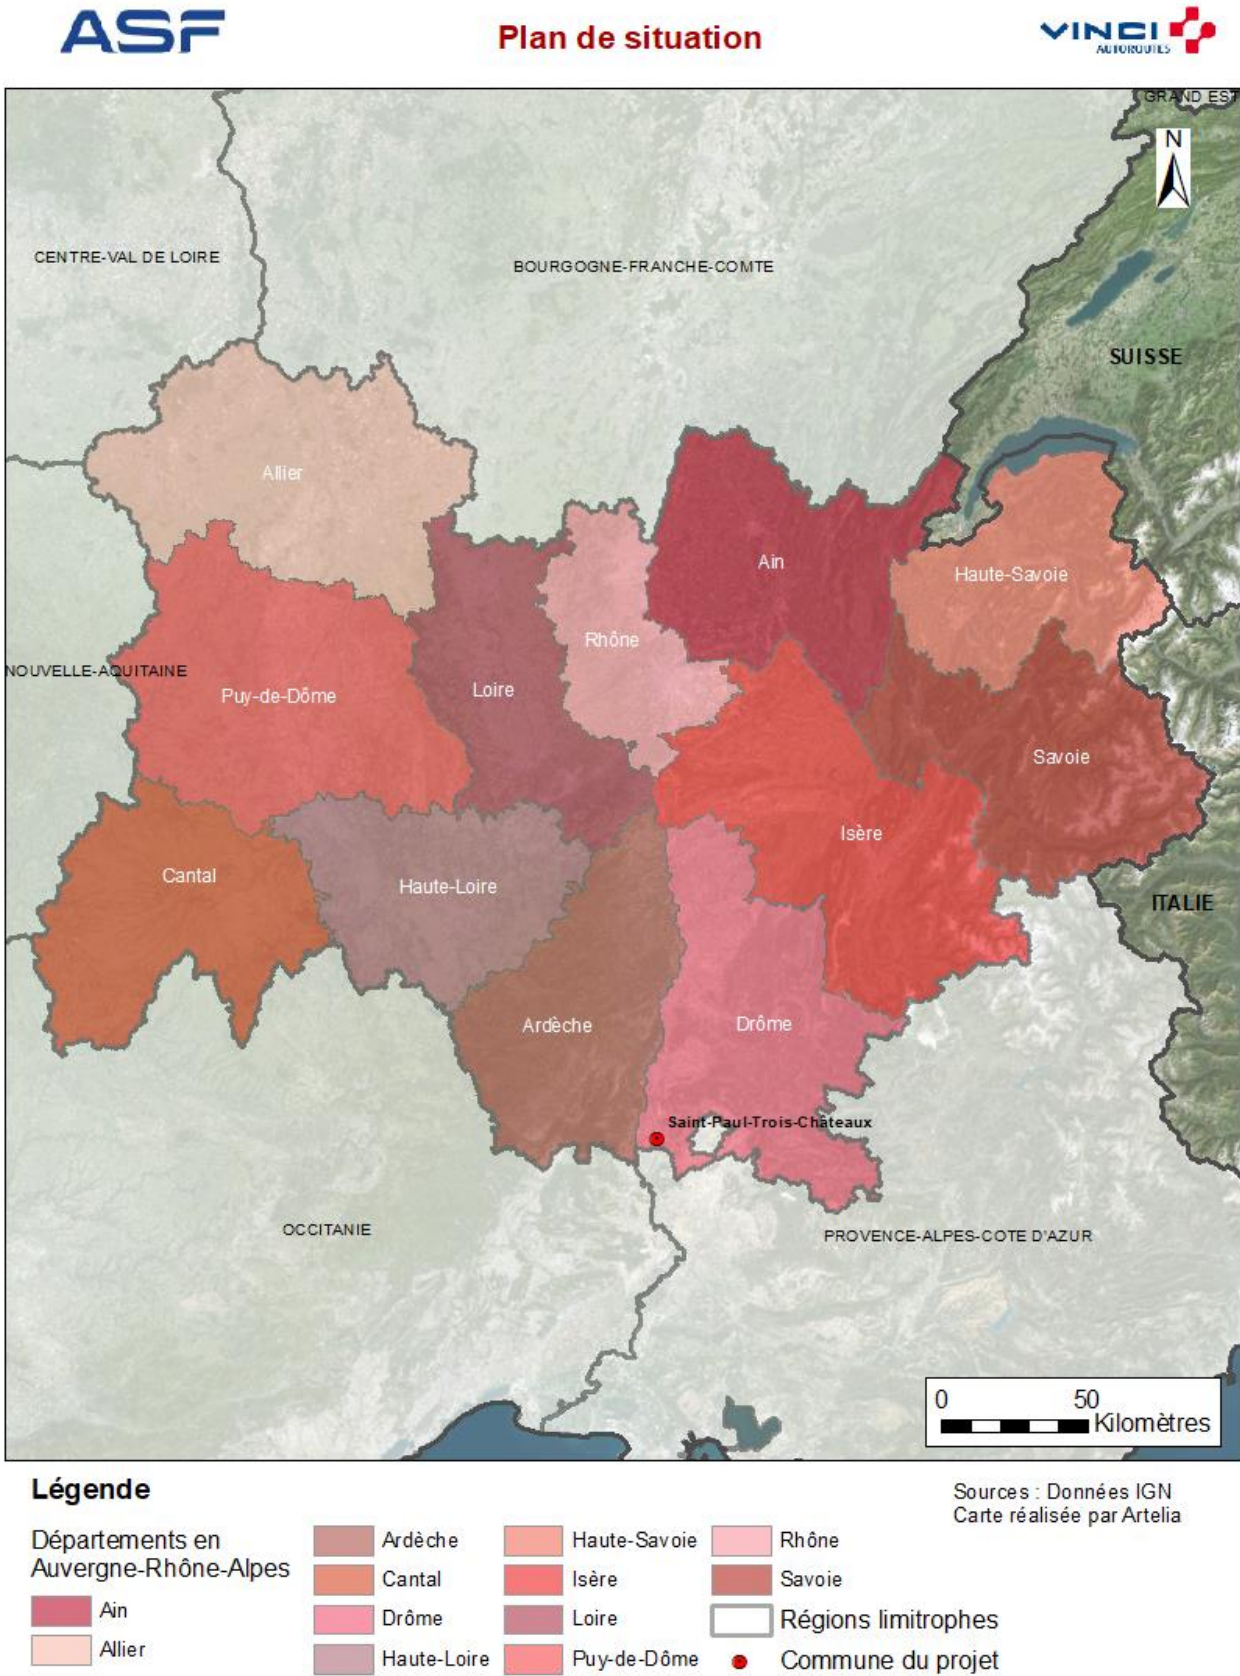 ASF
Plan de situation
VINCI
AUTOROUTES
GRAND EST
N
CENTRE-VAL DE LOIRE
BOURGOGNE-FRANCHE-COMTE
SUISSE
Allier
Ain
Haute-Savoie
Rhône
NOUVELLE-AQUITAINE
Puy-de-Dôme
Loire
Savoie
Isère
Cantal
Haute-Loire
ITALIE
Ardèche
Drôme
Saint-Paul-Trois-Châteaux
OCCITANIE
PROVENCE-ALPES-COTE D'AZUR
0 50
Kilomètres
Légende
Sources : Données IGN
Carte réalisée par Artelia
Départements en
Auvergne-Rhône-Alpes
Ain
Allier
Ardèche
Cantal
Drôme
Haute-Loire
Haute-Savoie
Isère
Loire
Puy-de-Dôme
Rhône
Savoie
Régions limitrophes
Commune du projet